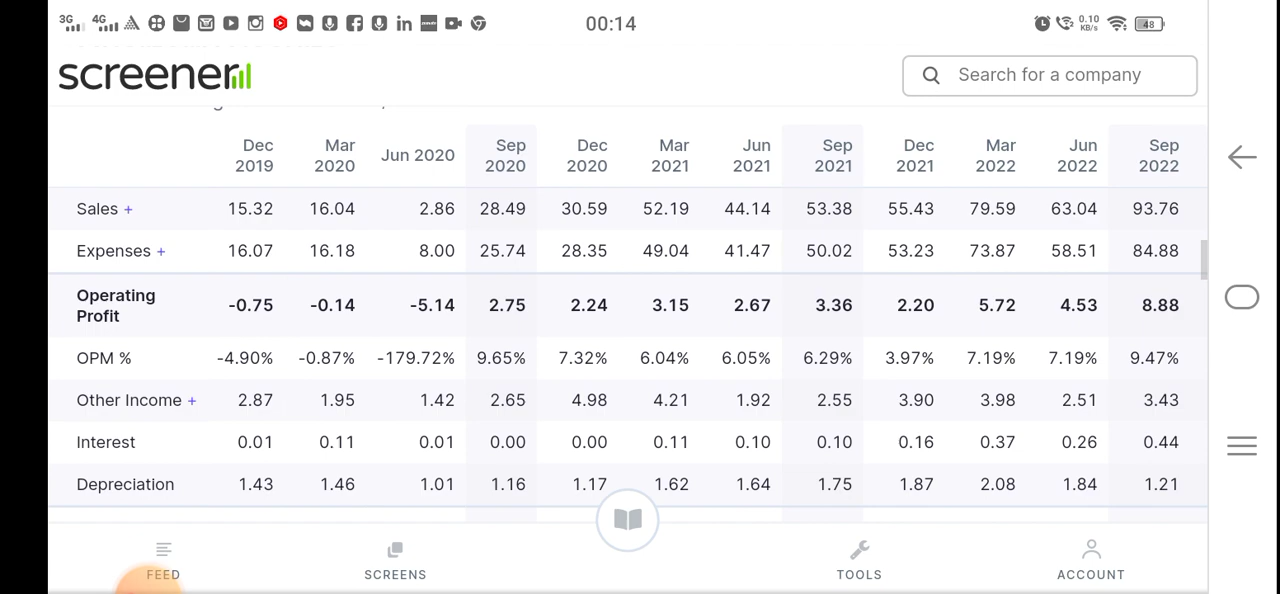 3G 4G 00:14 0.10 KB/s 48
screener Search for a company
Dec 2019 Mar 2020 Jun 2020 Sep 2020 Dec 2020 Mar 2021 Jun 2021 Sep 2021 Dec 2021 Mar 2022 Jun 2022 Sep 2022
Sales + 15.32 16.04 2.86 28.49 30.59 52.19 44.14 53.38 55.43 79.59 63.04 93.76
Expenses + 16.07 16.18 8.00 25.74 28.35 49.04 41.47 50.02 53.23 73.87 58.51 84.88
Operating Profit -0.75 -0.14 -5.14 2.75 2.24 3.15 2.67 3.36 2.20 5.72 4.53 8.88
OPM % -4.90% -0.87% -179.72% 9.65% 7.32% 6.04% 6.05% 6.29% 3.97% 7.19% 7.19% 9.47%
Other Income + 2.87 1.95 1.42 2.65 4.98 4.21 1.92 2.55 3.90 3.98 2.51 3.43
Interest 0.01 0.11 0.01 0.00 0.00 0.11 0.10 0.10 0.16 0.37 0.26 0.44
Depreciation 1.43 1.46 1.01 1.16 1.17 1.62 1.64 1.75 1.87 2.08 1.84 1.21
FEED SCREENS TOOLS ACCOUNT